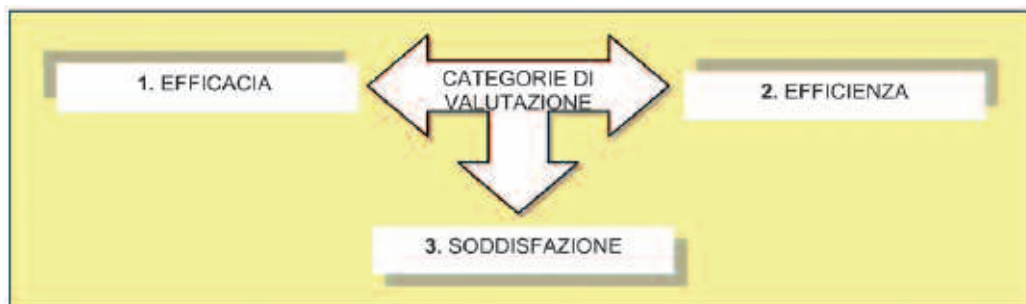 1. EFFICACIA
CATEGORIE DI
VALUTAZIONE
2. EFFICIENZA
3. SODDISFAZIONE